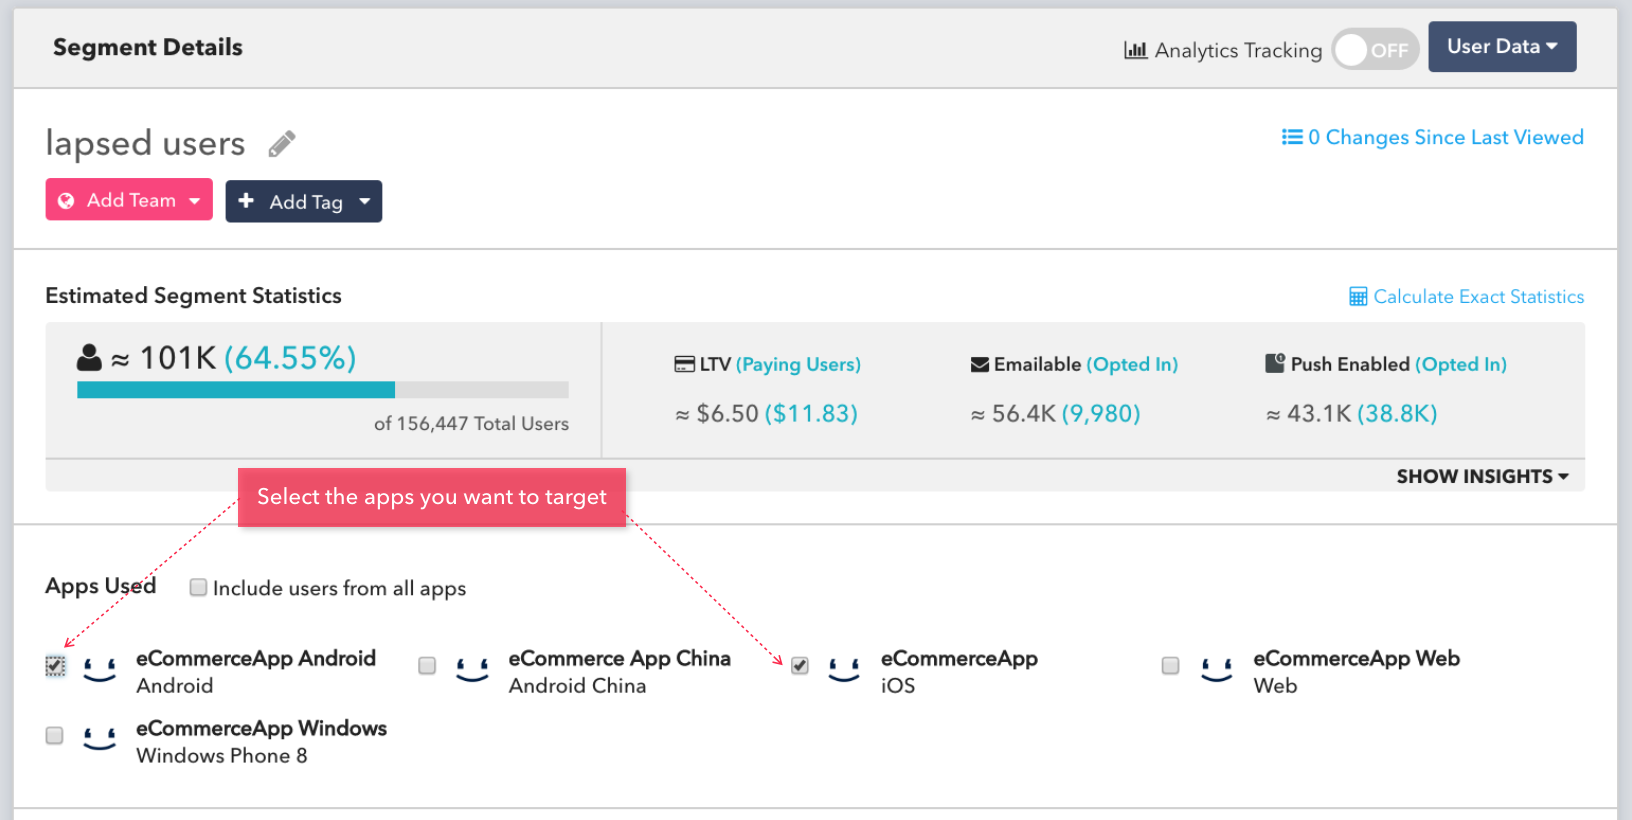 Segment Details
Analytics Tracking OFF User Data
lapsed users
0 Changes Since Last Viewed
Add Team Add Tag
Estimated Segment Statistics
Calculate Exact Statistics
≈ 101K (64.55%)
of 156,447 Total Users
LTV (Paying Users)
≈ $6.50 ($11.83)
Emailable (Opted In)
≈ 56.4K (9,980)
Push Enabled (Opted In)
≈ 43.1K (38.8K)
SHOW INSIGHTS
Select the apps you want to target
Apps Used Include users from all apps
eCommerceApp Android
Android
eCommerce App China
Android China
eCommerceApp
iOS
eCommerceApp Web
Web
eCommerceApp Windows
Windows Phone 8